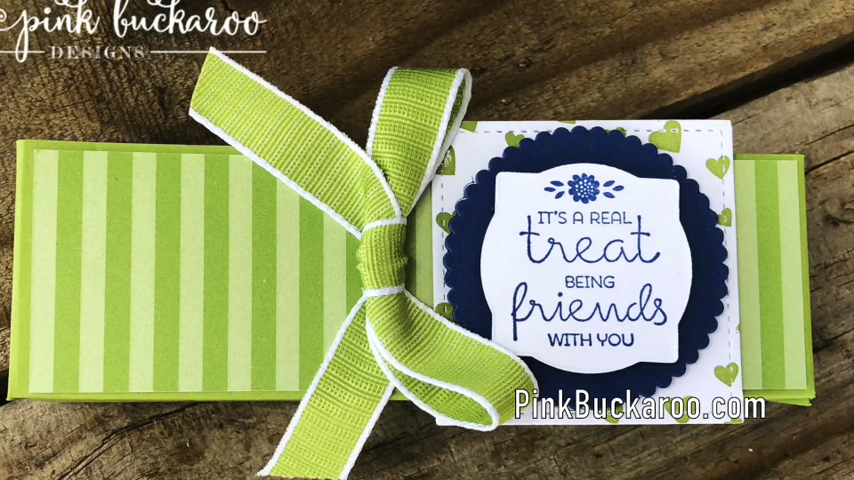 pink buckaroo
DESIGNS
IT'S A REAL
treat
BEING
friends
WITH YOU
PinkBuckaroo.com